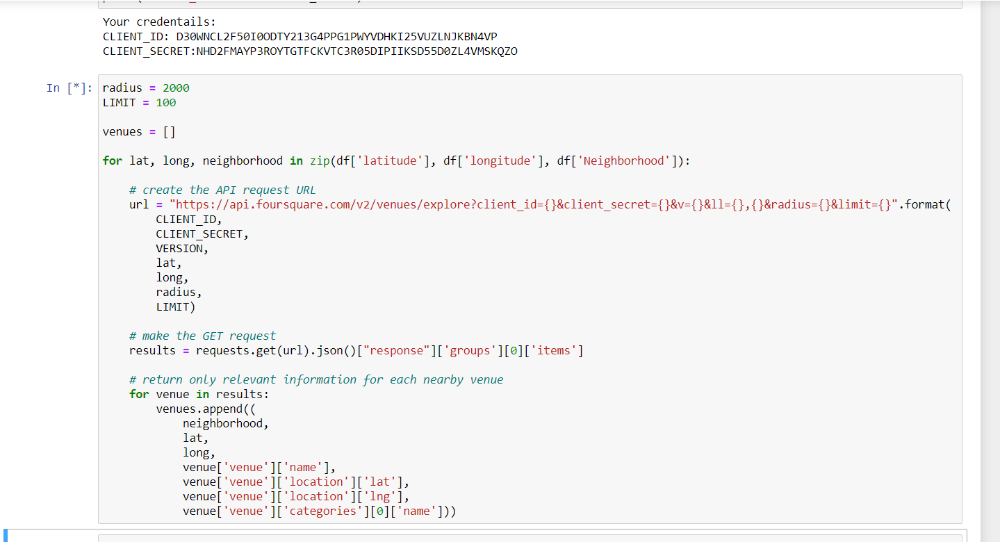 Your credentails:
CLIENT_ID: D30WNCL2F50I0ODTY213G4PPG1PWYVDHKI25VUZLNJKBN4VP
CLIENT_SECRET:NHD2FMAYP3ROYTGTFCKVTC3R05DIPIIKSD55D0ZL4VMSKQZO
In [*]: radius = 2000
LIMIT = 100
venues = []
for lat, long, neighborhood in zip(df['latitude'], df['longitude'], df['Neighborhood']):
# create the API request URL
url = "https://api.foursquare.com/v2/venues/explore?client_id={}&client_secret={}&v={}&ll={},{}&radius={}&limit={}".format(
CLIENT_ID,
CLIENT_SECRET,
VERSION,
lat,
long,
radius,
LIMIT)
# make the GET request
results = requests.get(url).json()["response"]['groups'][0]['items']
# return only relevant information for each nearby venue
for venue in results:
venues.append((
neighborhood,
lat,
long,
venue['venue']['name'],
venue['venue']['location']['lat'],
venue['venue']['location']['lng'],
venue['venue']['categories'][0]['name']))